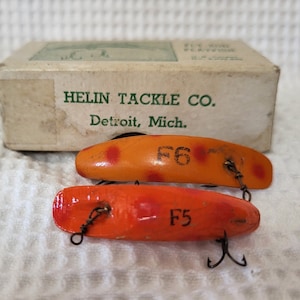 HELIN TACKLE CO.
Detroit, Mich.
F6
F5